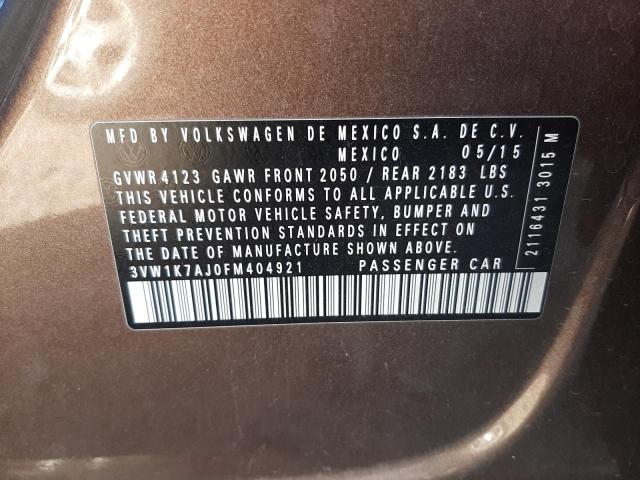 MFD BY VOLKSWAGEN DE MEXICO S.A. DE C.V.
MEXICO 05/15
GVWR 4123 GAWR FRONT 2050 / REAR 2183 LBS
THIS VEHICLE CONFORMS TO ALL APPLICABLE U.S.
FEDERAL MOTOR VEHICLE SAFETY, BUMPER AND
THEFT PREVENTION STANDARDS IN EFFECT ON
THE DATE OF MANUFACTURE SHOWN ABOVE.
3VW1K7AJ0FM404921 PASSENGER CAR
2116431 3015 M